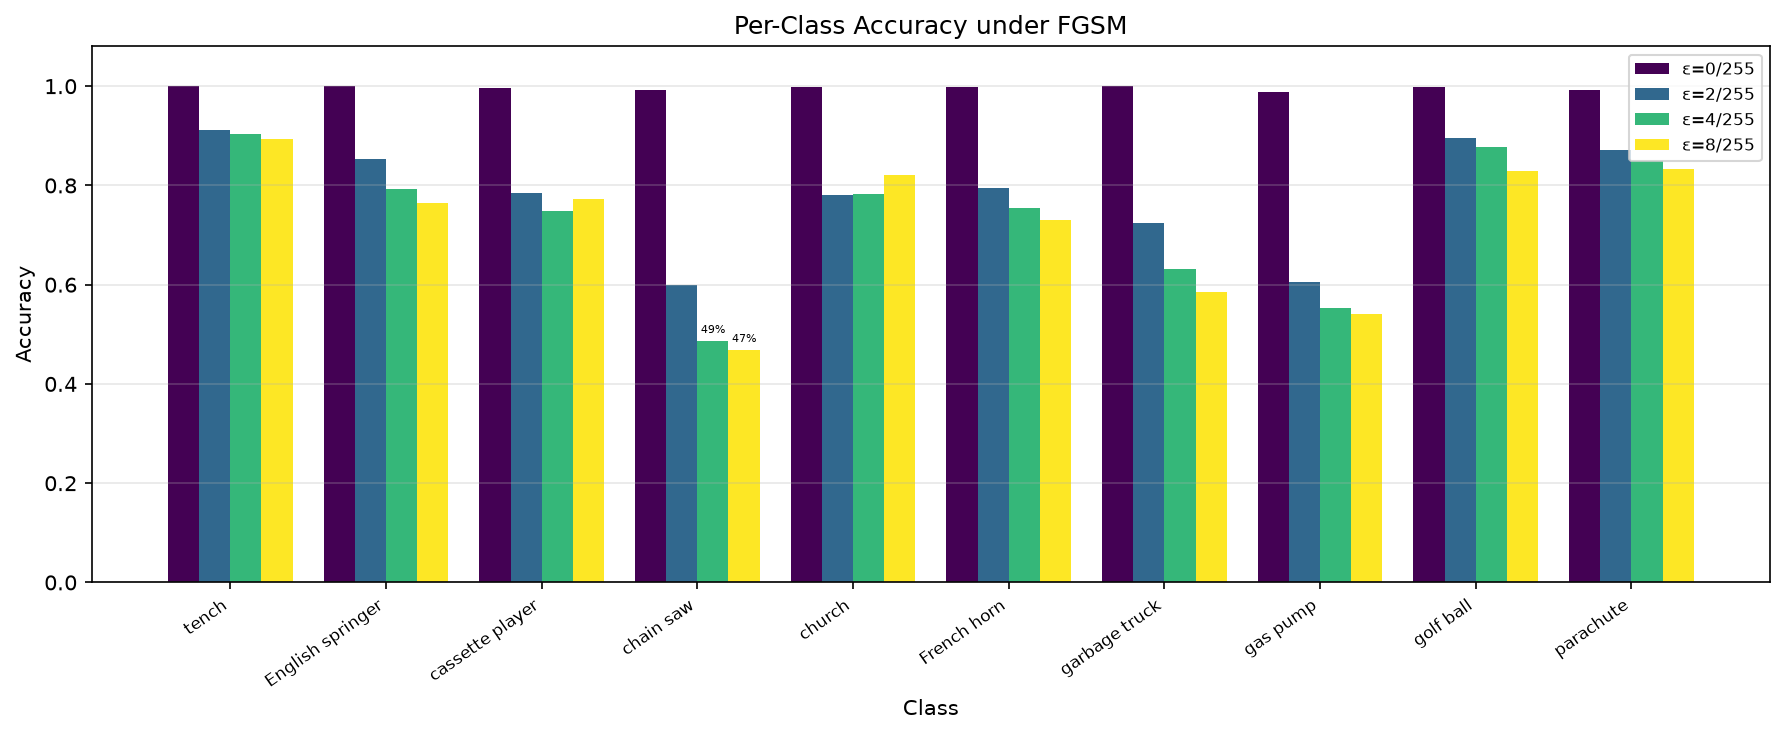 Per-Class Accuracy under FGSM
ε=0/255
ε=2/255
ε=4/255
ε=8/255
Accuracy
1.0
0.8
0.6
0.4
0.2
0.0
49%
47%
tench
English springer
cassette player
chain saw
church
French horn
garbage truck
gas pump
golf ball
parachute
Class